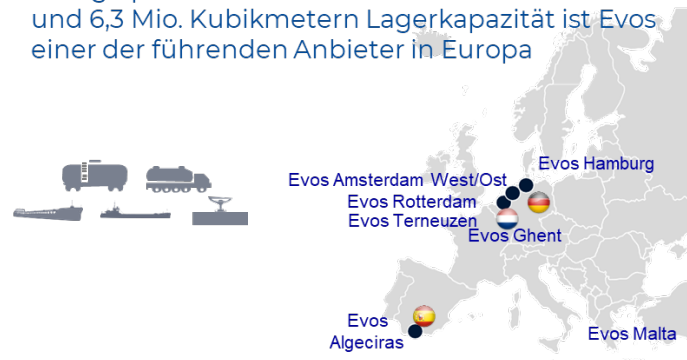 und 6,3 Mio. Kubikmetern Lagerkapazität ist Evos
einer der führenden Anbieter in Europa
Evos Hamburg
Evos Amsterdam West/Ost
Evos Rotterdam
Evos Terneuzen
Evos Ghent
Evos
Algeciras
Evos Malta